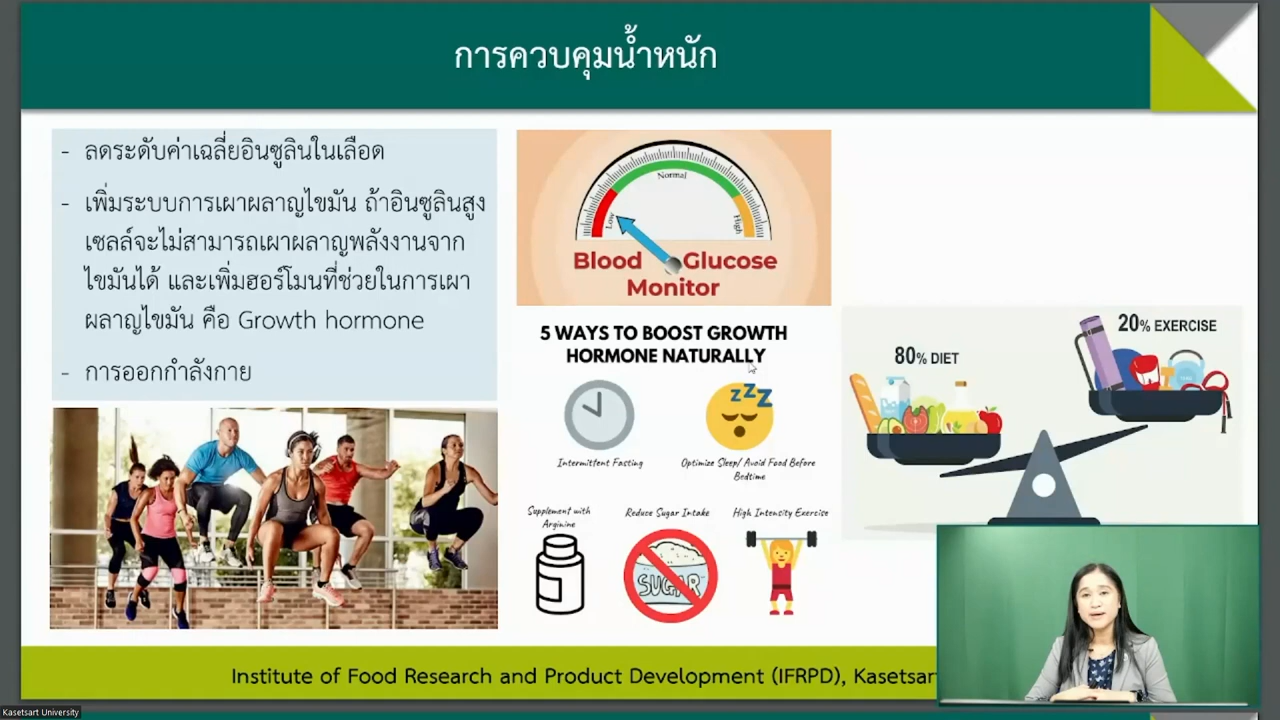 การควบคุมน้ำหนัก
- ลดระดับค่าเฉลี่ยอินซูลินในเลือด
- เพิ่มระบบการเผาผลาญไขมัน ถ้าอินซูลินสูง
เซลล์จะไม่สามารถเผาผลาญพลังงานจาก
ไขมันได้ และเพิ่มฮอร์โมนที่ช่วยในการเผา
ผลาญไขมัน คือ Growth hormone
- การออกกำลังกาย
Normal
Low
High
Blood Glucose
Monitor
5 WAYS TO BOOST GROWTH
HORMONE NATURALLY
Intermittent Fasting
Optimize Sleep/ Avoid Food Before
Bedtime
Supplement with
Arginine
Reduce Sugar Intake
High Intensity Exercise
SUGAR
80% DIET
20% EXERCISE
Institute of Food Research and Product Development (IFRPD), Kasetsar
Kasetsart University